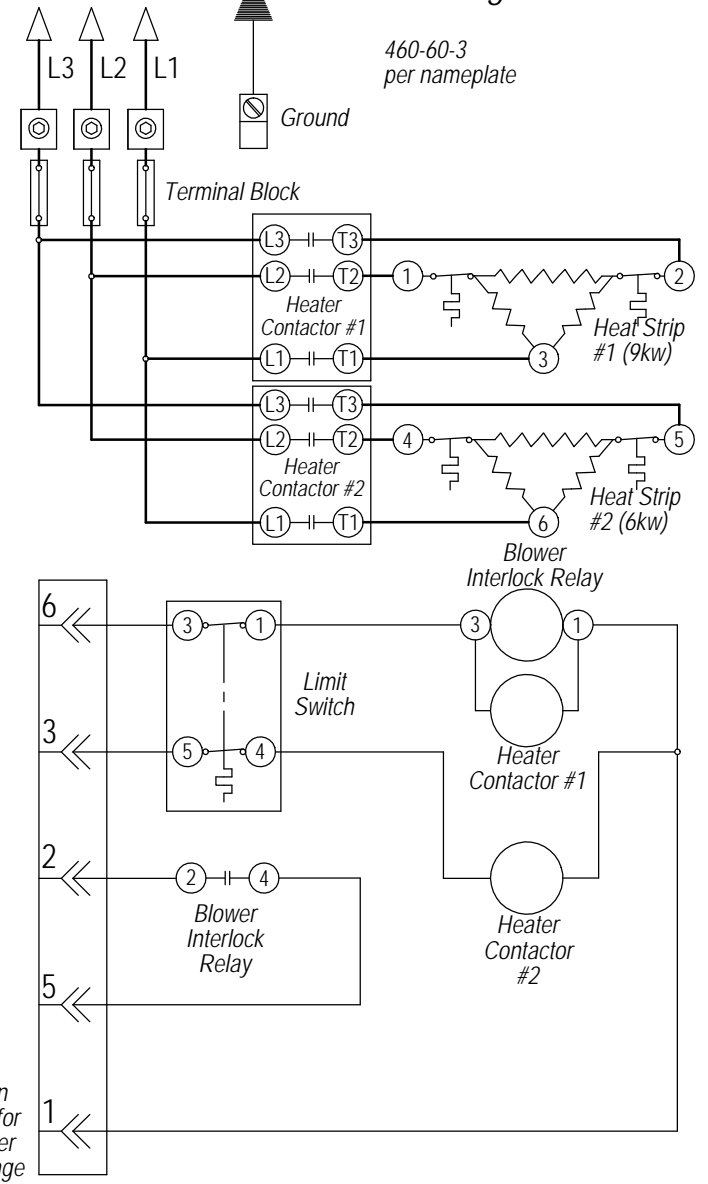 460-60-3
per nameplate
L3 L2 L1
Ground
Terminal Block
L3 T3
L2 T2 1 2
Heater
Contactor #1
Heat Strip
#1 (9kw)
L1 T1 3
L3 T3
L2 T2 4 5
Heater
Contactor #2
Heat Strip
#2 (6kw)
L1 T1 6
Blower
Interlock Relay
6 3 1 3 1
Limit
Switch
3 5 4
Heater
Contactor #1
2 2 4
Blower
Interlock
Relay
Heater
Contactor
#2
5
1